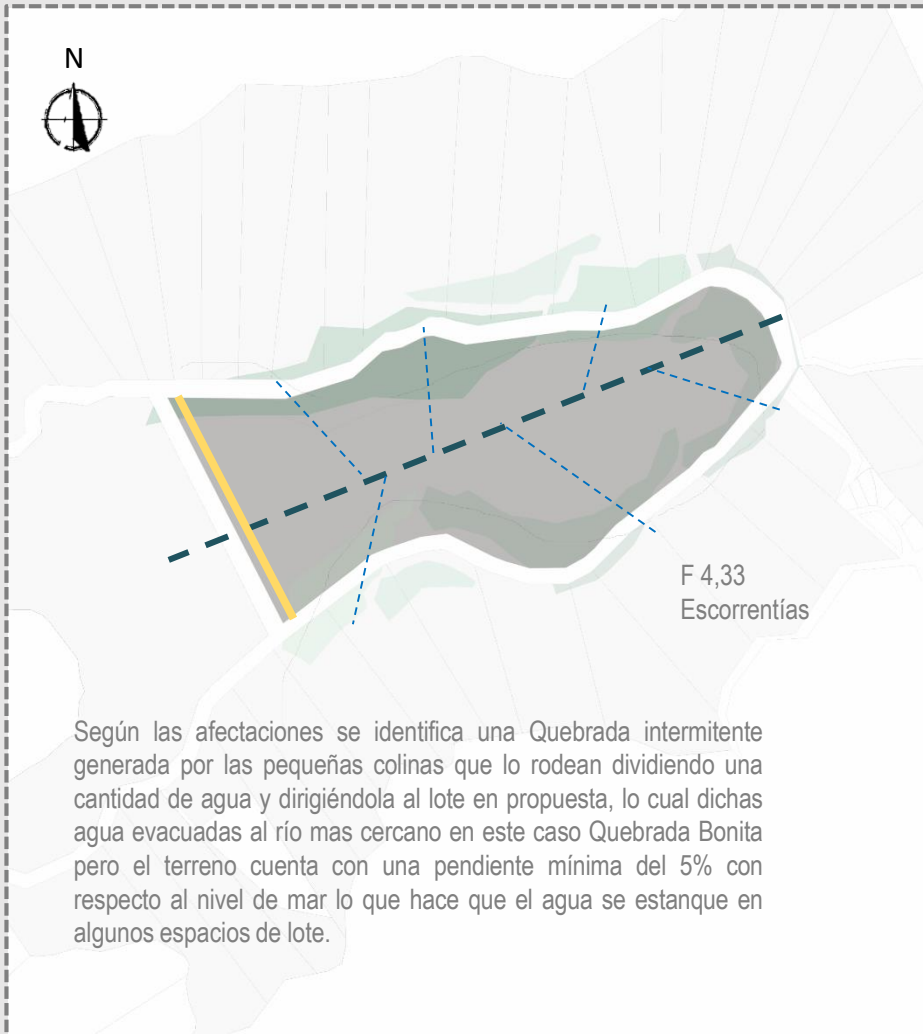 N
F 4,33
Escorrentías
Según las afectaciones se identifica una Quebrada intermitente
generada por las pequeñas colinas que lo rodean dividiendo una
cantidad de agua y dirigiéndola al lote en propuesta, lo cual dichas
agua evacuadas al río mas cercano en este caso Quebrada Bonita
pero el terreno cuenta con una pendiente mínima del 5% con
respecto al nivel de mar lo que hace que el agua se estanque en
algunos espacios de lote.